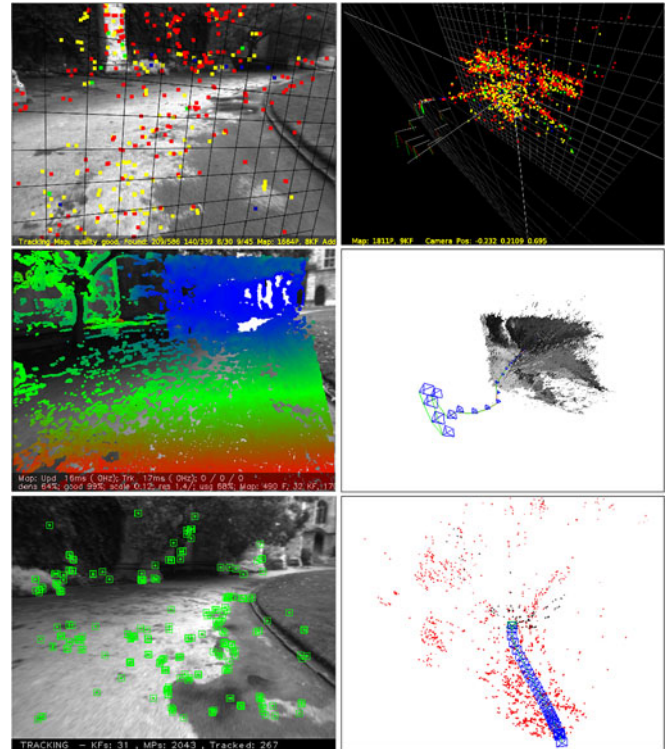 Tracking Map, quality good, found: 209/586 140/339 8/30 9/45 Map: 1884P, 8KF Add
Map: 1811P, 9KF Camera Pos: -0.232 0.2109 0.695
Map: Upd 16ms ( 0Hz); Trk 17ms ( 0Hz); 0 / 0 / 0
dens 64%; good 99%; scale 0.12; res 1.4/; usg 68%; Map: 490 F, 32 KF,
TRACKING - KFs: 31 , MPs: 2043 , Tracked: 267